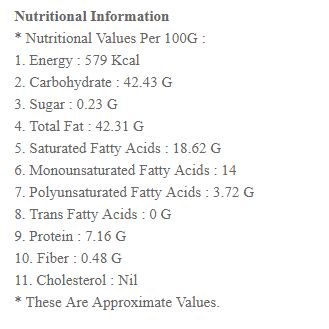 Nutritional Information
* Nutritional Values Per 100G :
1. Energy : 579 Kcal
2. Carbohydrate : 42.43 G
3. Sugar : 0.23 G
4. Total Fat : 42.31 G
5. Saturated Fatty Acids : 18.62 G
6. Monounsaturated Fatty Acids : 14
7. Polyunsaturated Fatty Acids : 3.72 G
8. Trans Fatty Acids : 0 G
9. Protein : 7.16 G
10. Fiber : 0.48 G
11. Cholesterol : Nil
* These Are Approximate Values.